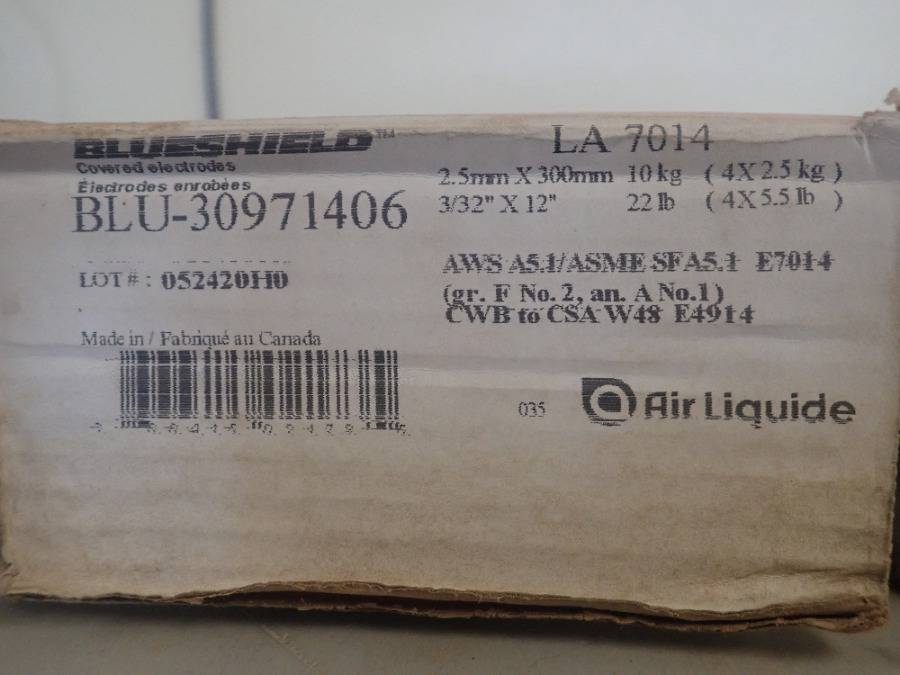 BLUESHIELD™
Covered electrodes
Électrodes enrobées
BLU-30971406
LOT # : 052420H0
Made in / Fabriqué au Canada
LA 7014
2.5mm X 300mm 10 kg ( 4X 2.5 kg )
3/32" X 12" 22 lb ( 4X 5.5 lb )
AWS A5.1/ASME SFA5.1 E7014
(gr. F No. 2, an. A No.1)
CWB to CSA W48 E4914
035 Air Liquide